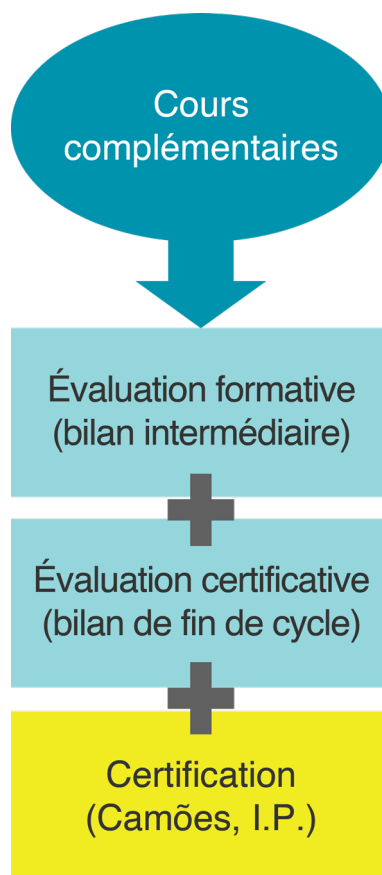 Cours
complémentaires
Évaluation formative
(bilan intermédiaire)
Évaluation certificative
(bilan de fin de cycle)
Certification
(Camões, I.P.)